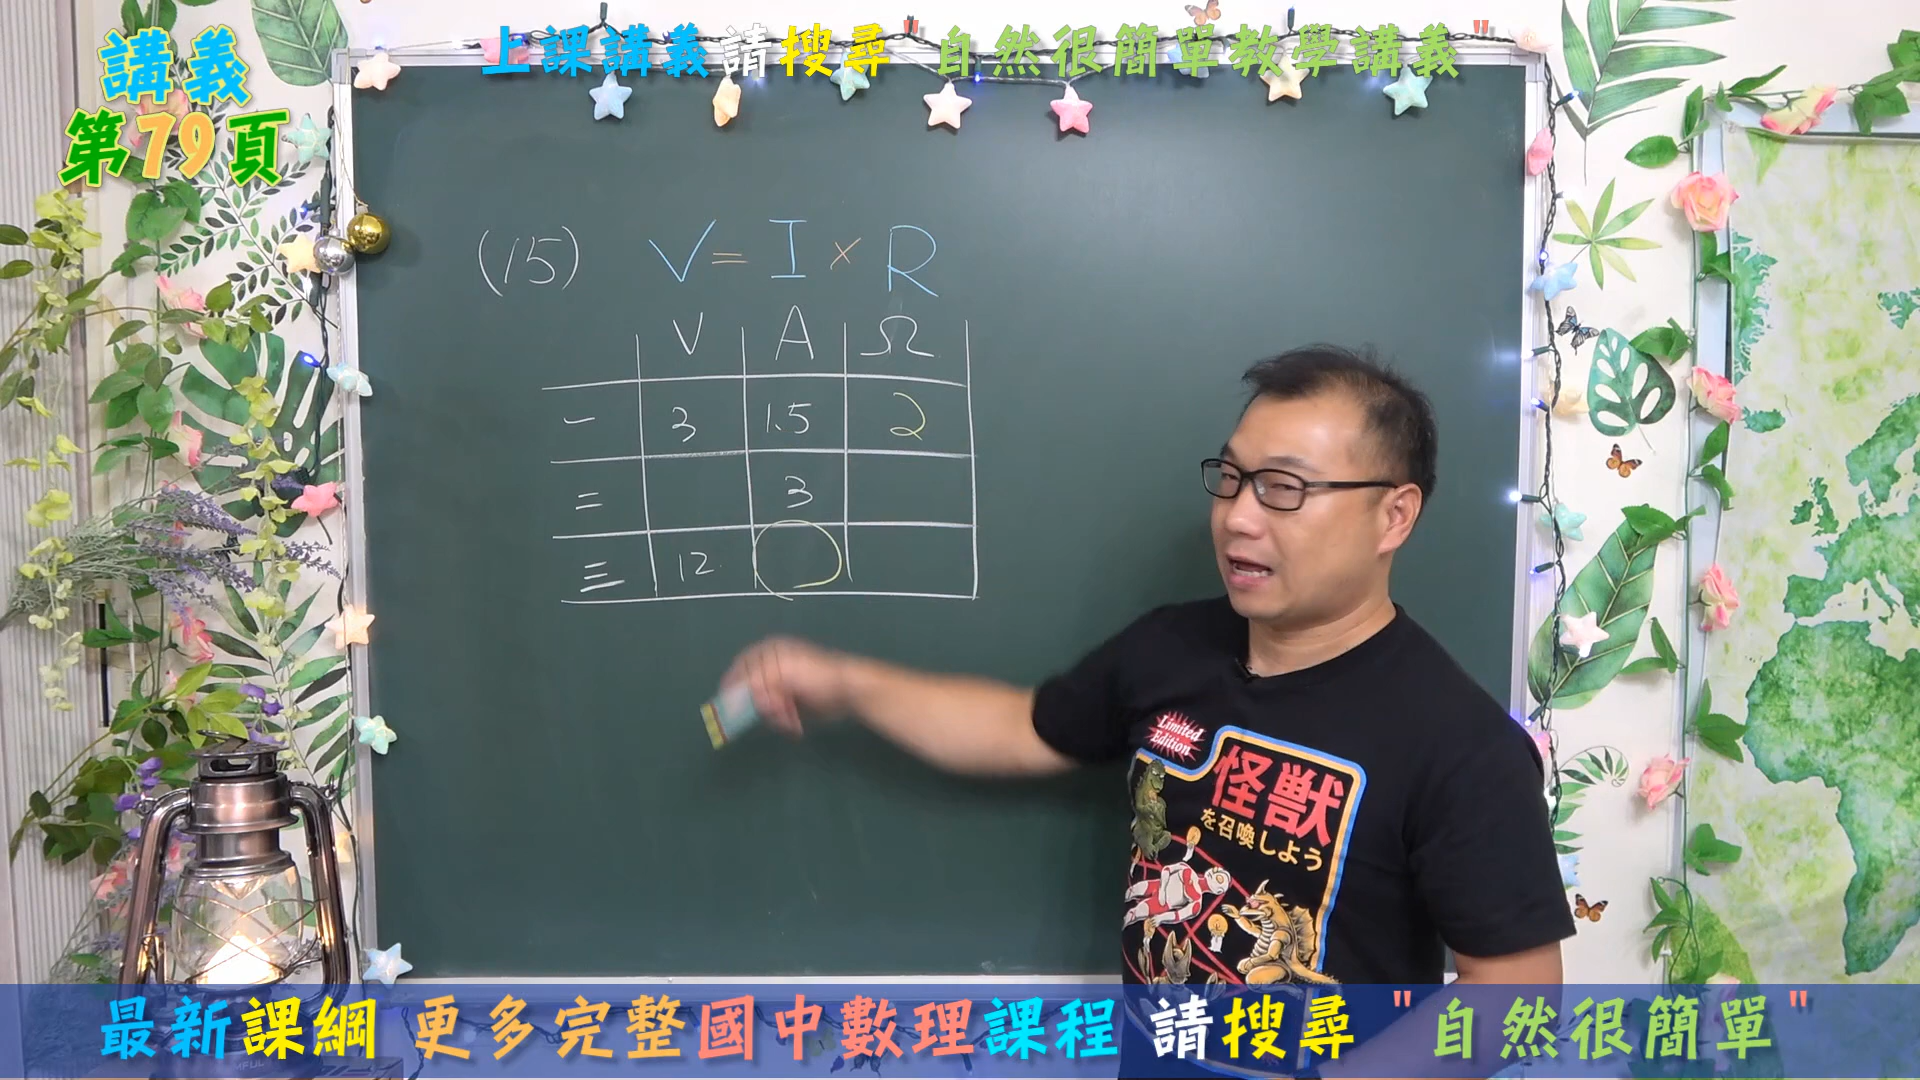 上課講義請搜尋"自然很簡單教學講義"
講義
第79頁
(15) V = I × R
V A Ω
一 3 1.5 2
二 3
三 12.
Limited
Edition
怪獣
を召喚しよう
最新課綱 更多完整國中數理課程 請搜尋 "自然很簡單"